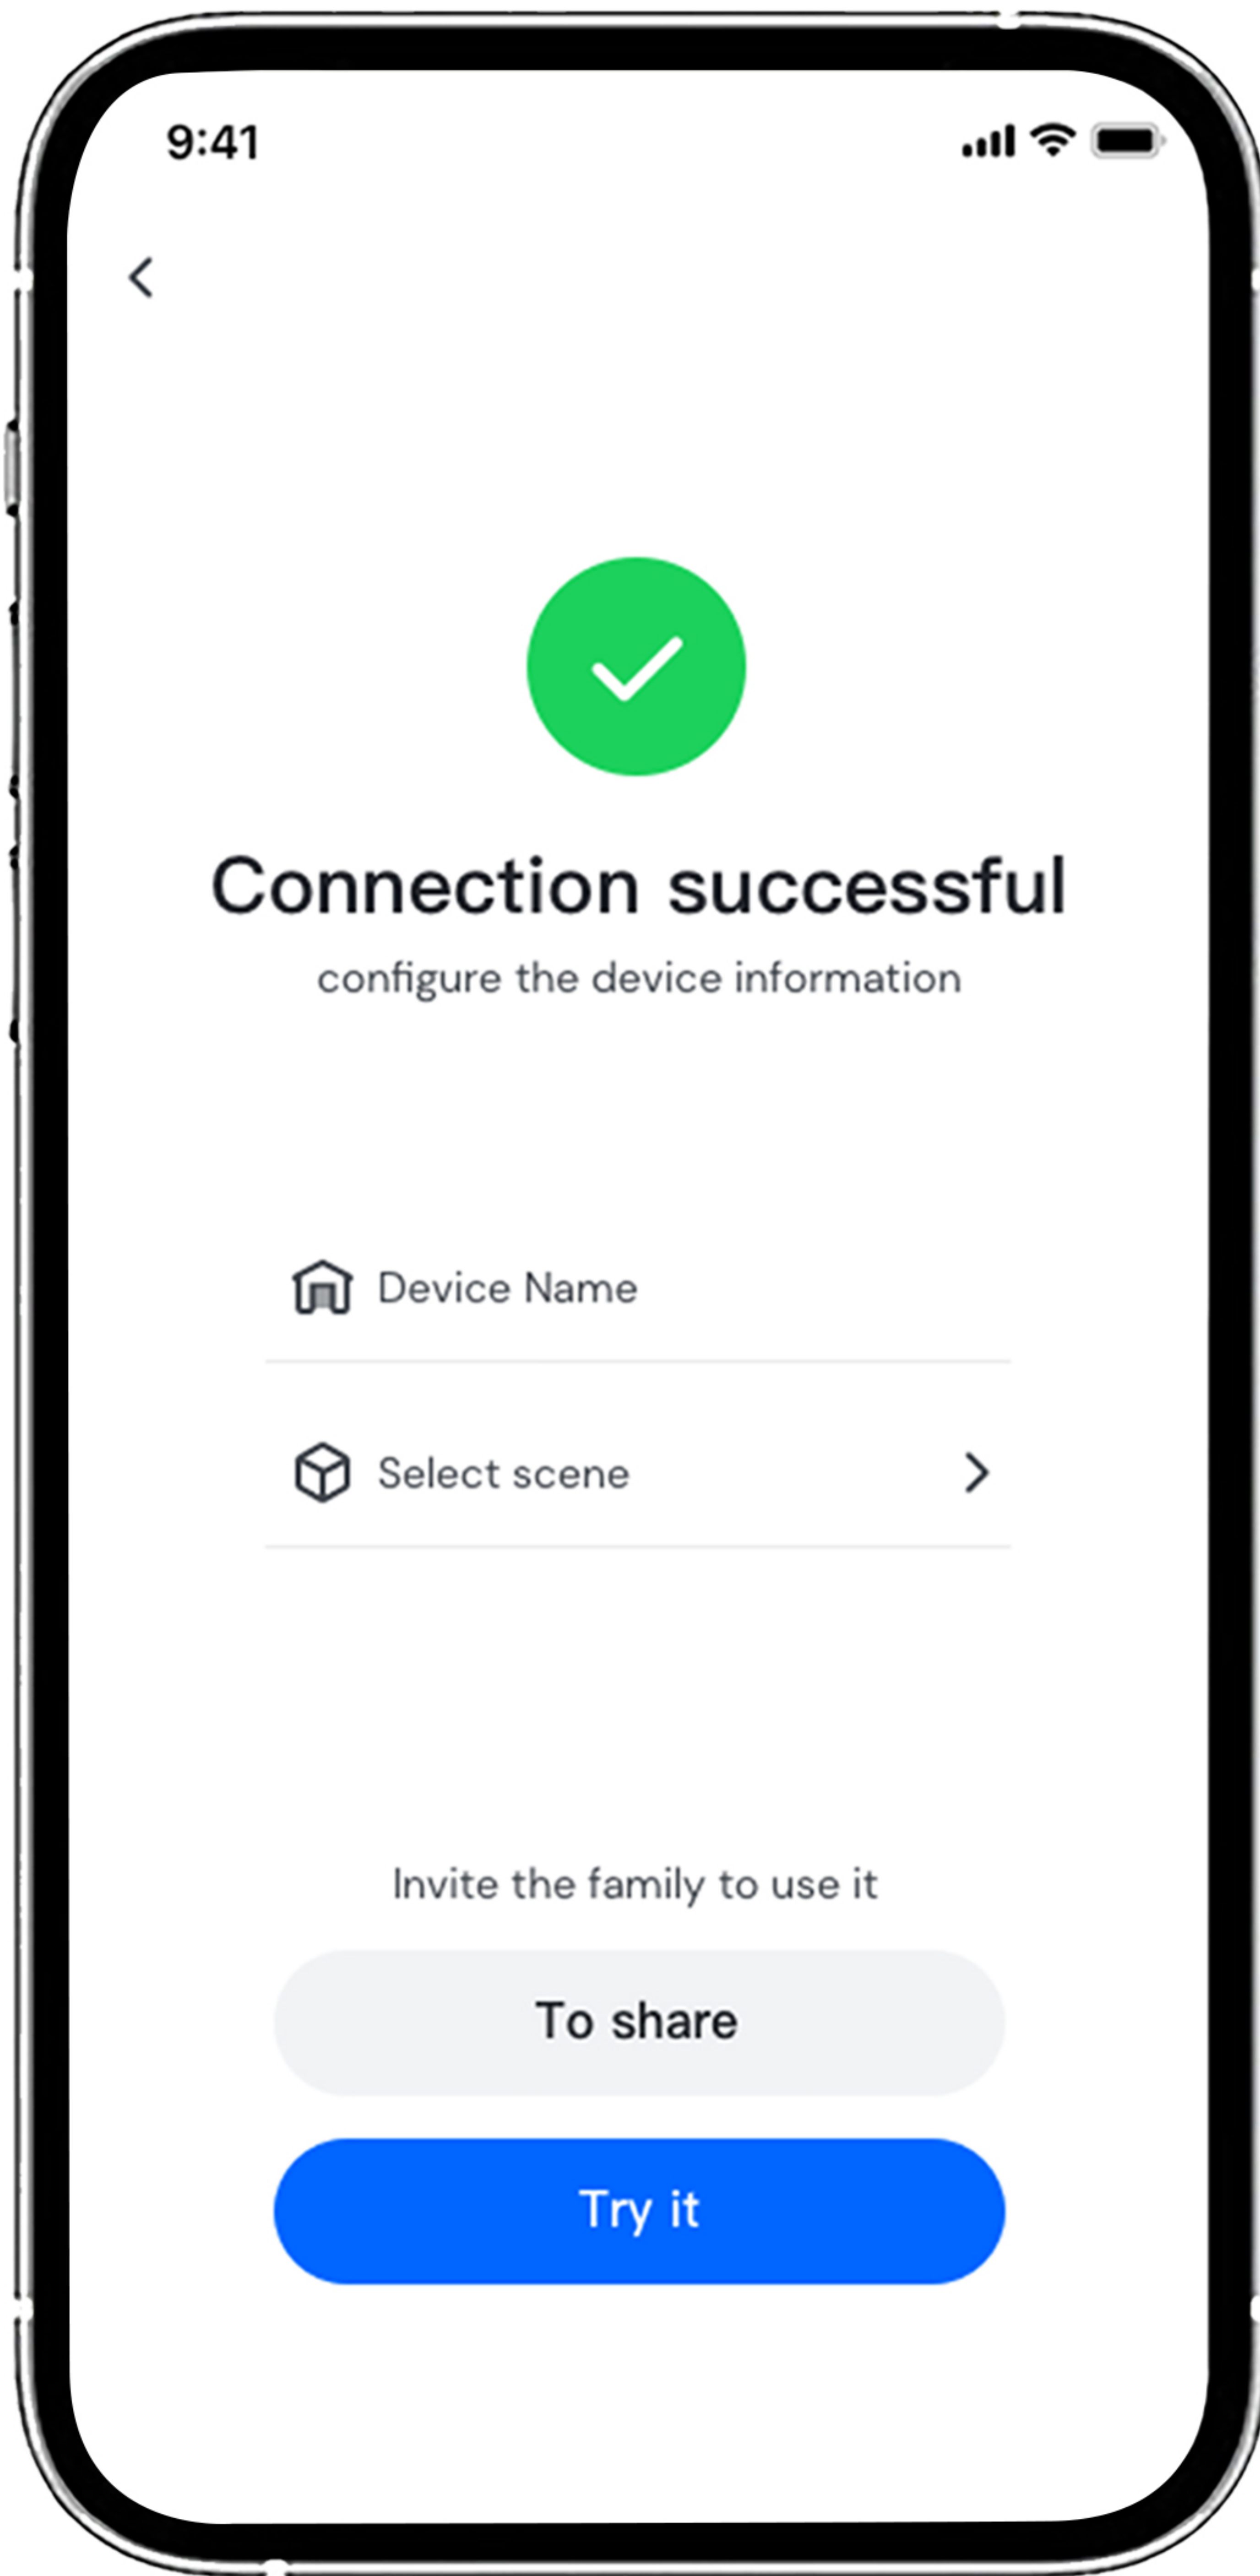 9:41
Connection successful
configure the device information
Device Name
Select scene
Invite the family to use it
To share
Try it